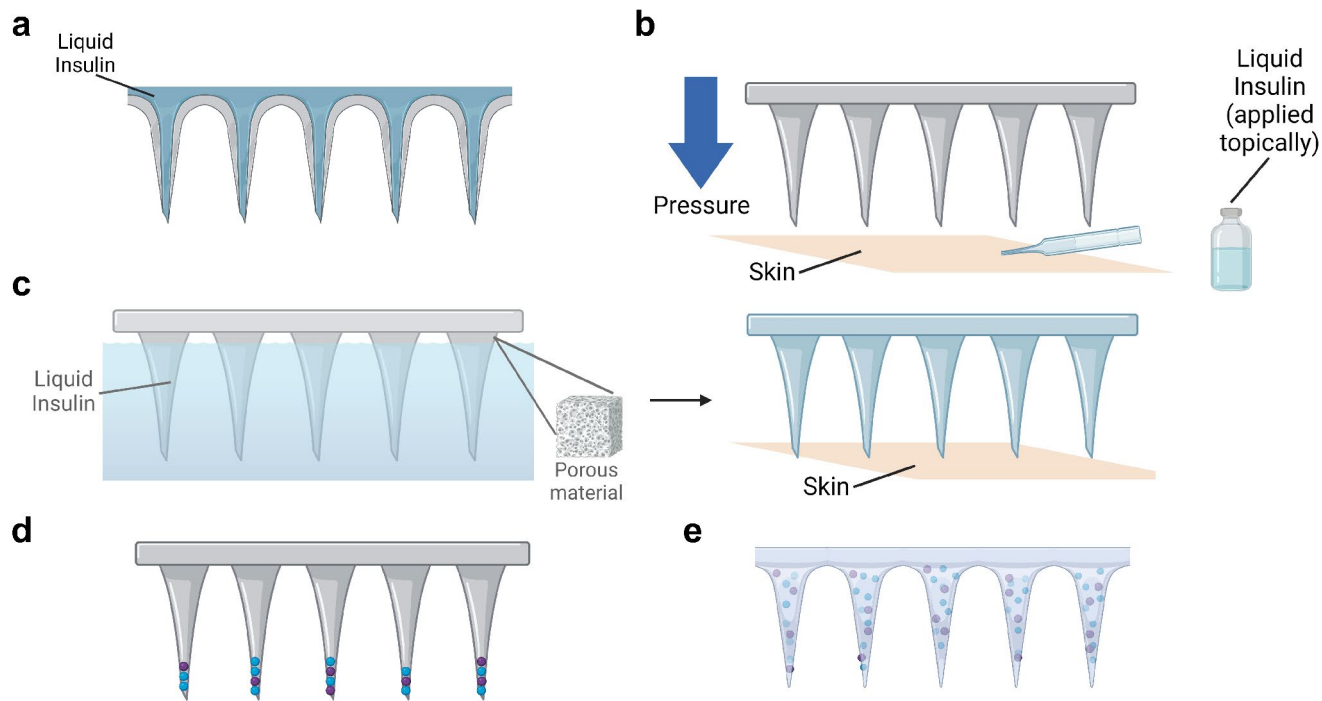 a
Liquid
Insulin
b
Liquid
Insulin
(applied
topically)
Pressure
Skin
c
Liquid
Insulin
Porous
material
Skin
d
e